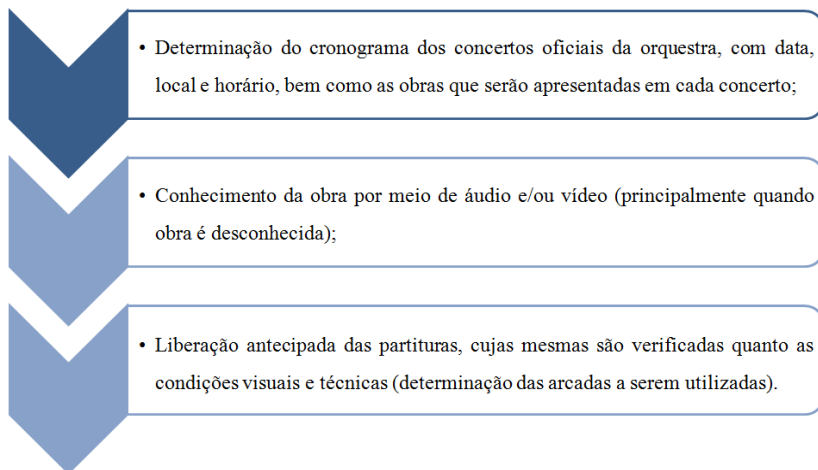 • Determinação do cronograma dos concertos oficiais da orquestra, com data,
local e horário, bem como as obras que serão apresentadas em cada concerto;
• Conhecimento da obra por meio de áudio e/ou vídeo (principalmente quando
obra é desconhecida);
• Liberação antecipada das partituras, cujas mesmas são verificadas quanto as
condições visuais e técnicas (determinação das arcadas a serem utilizadas).